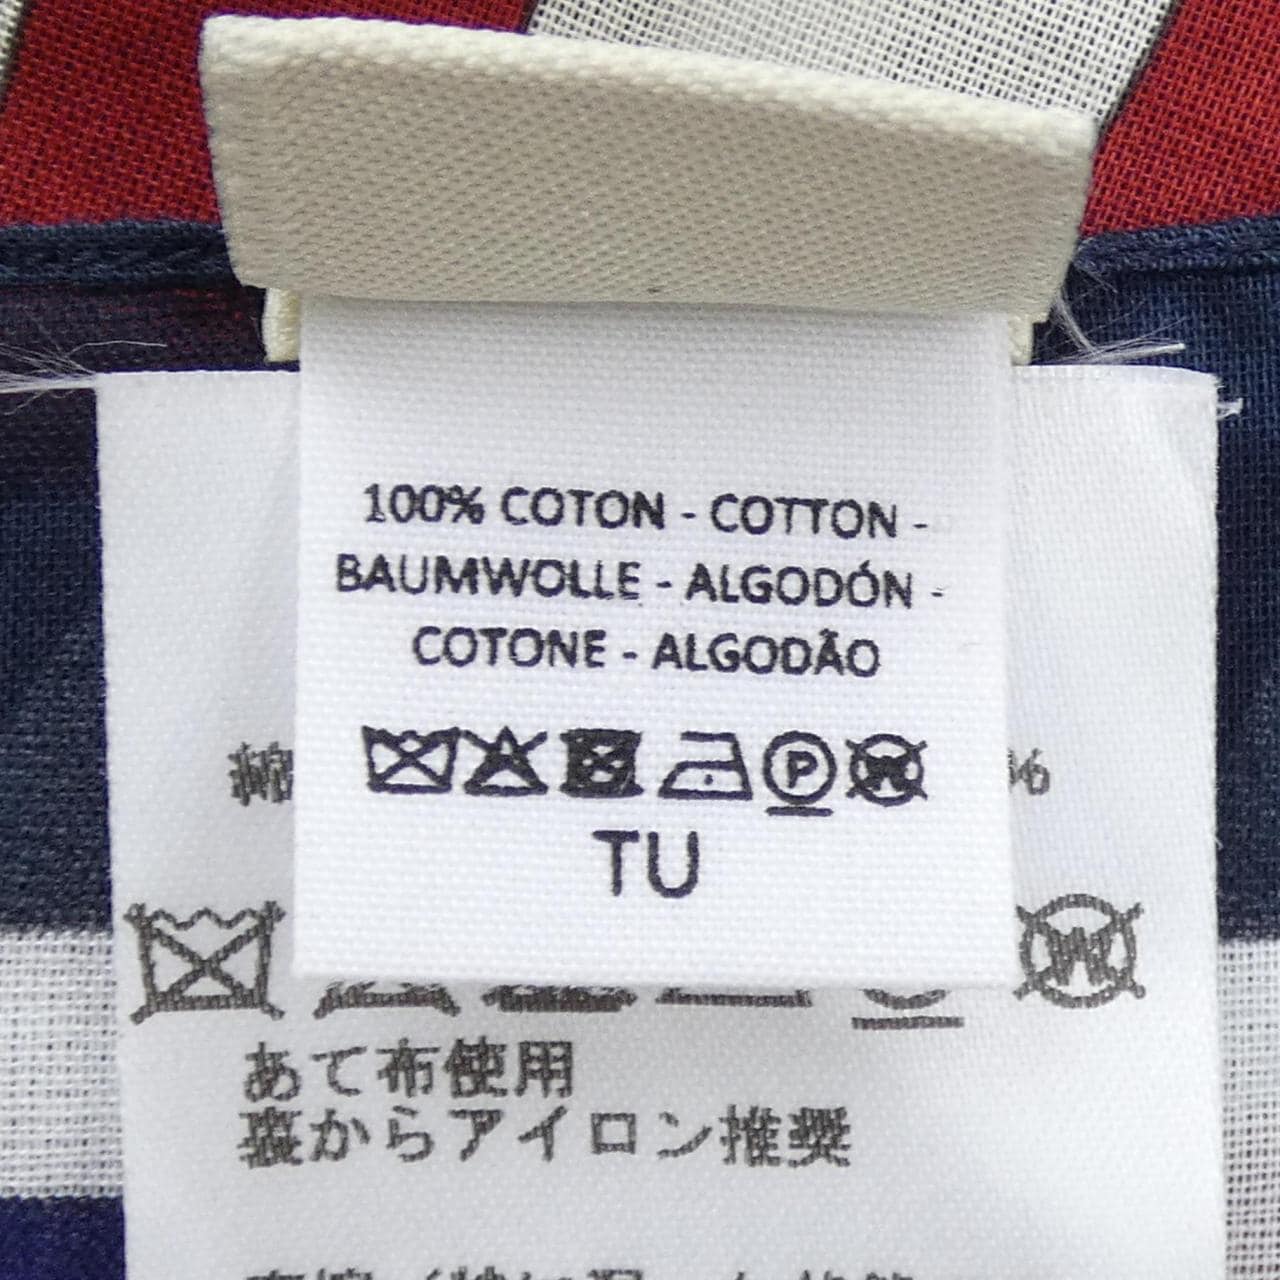 100% COTON - COTTON -
BAUMWOLLE - ALGODÓN -
COTONE - ALGODÃO
P W
TU
綿 %
W
あて布使用
裏からアイロン推奨